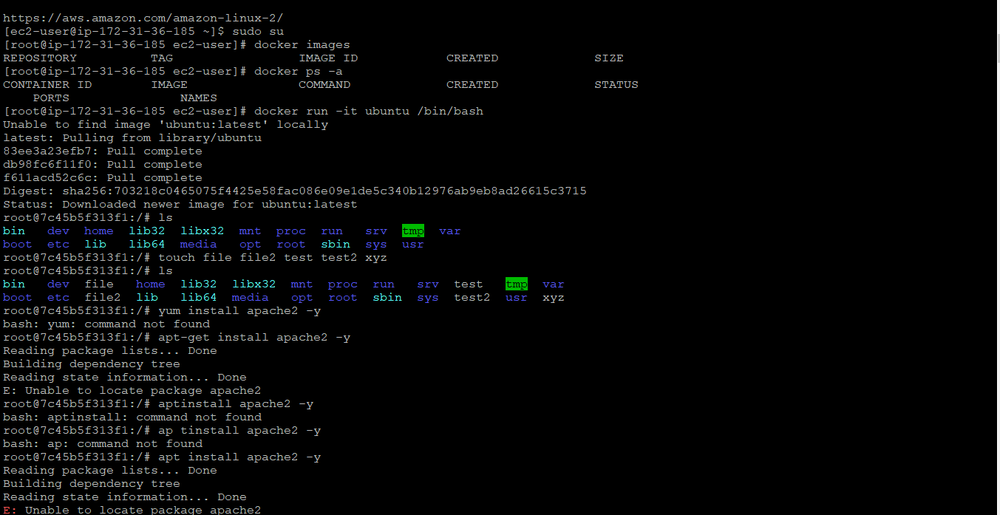 https://aws.amazon.com/amazon-linux-2/
[ec2-user@ip-172-31-36-185 ~]$ sudo su
[root@ip-172-31-36-185 ec2-user]# docker images
REPOSITORY          TAG                 IMAGE ID            CREATED             SIZE
[root@ip-172-31-36-185 ec2-user]# docker ps -a
CONTAINER ID        IMAGE               COMMAND             CREATED             STATUS
    PORTS               NAMES
[root@ip-172-31-36-185 ec2-user]# docker run -it ubuntu /bin/bash
Unable to find image 'ubuntu:latest' locally
latest: Pulling from library/ubuntu
83ee3a23efb7: Pull complete
db98fc6f11f0: Pull complete
f611acd52c6c: Pull complete
Digest: sha256:703218c0465075f4425e58fac086e09e1de5c340b12976ab9eb8ad26615c3715
Status: Downloaded newer image for ubuntu:latest
root@7c45b5f313f1:/# ls
bin   dev  home  lib32  libx32  mnt  proc  run   srv  tmp  var
boot  etc  lib   lib64  media   opt  root  sbin  sys  usr
root@7c45b5f313f1:/# touch file file2 test test2 xyz
root@7c45b5f313f1:/# ls
bin   dev  file   home  lib32  libx32  mnt  proc  run   srv  test   tmp  var
boot  etc  file2  lib   lib64  media   opt  root  sbin  sys  test2  usr  xyz
root@7c45b5f313f1:/# yum install apache2 -y
bash: yum: command not found
root@7c45b5f313f1:/# apt-get install apache2 -y
Reading package lists... Done
Building dependency tree
Reading state information... Done
E: Unable to locate package apache2
root@7c45b5f313f1:/# aptinstall apache2 -y
bash: aptinstall: command not found
root@7c45b5f313f1:/# ap tinstall apache2 -y
bash: ap: command not found
root@7c45b5f313f1:/# apt install apache2 -y
Reading package lists... Done
Building dependency tree
Reading state information... Done
E: Unable to locate package apache2